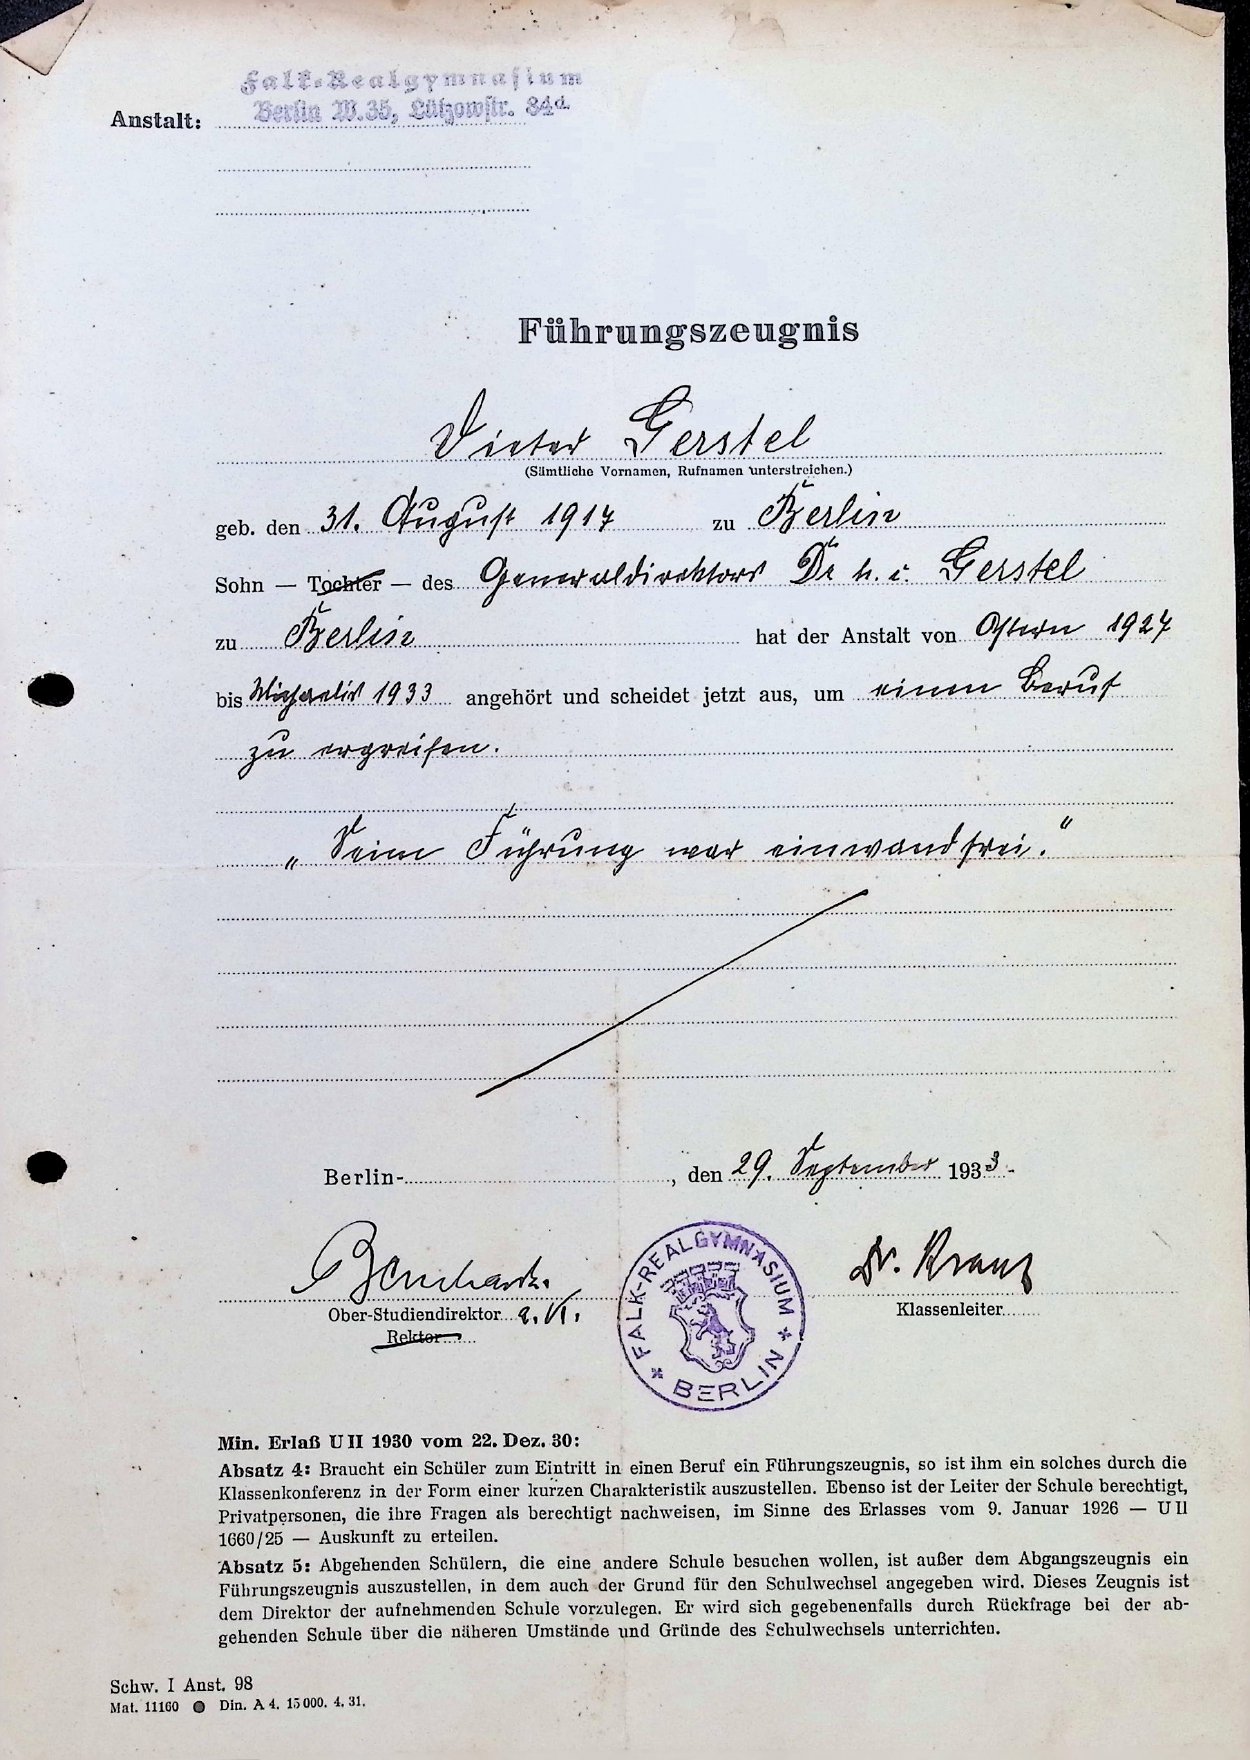 Falk-Realgymnasium
Berlin W.35, Lützowstr. 84d.
Anstalt:
Führungszeugnis
Dieter Gerstel
(Sämtliche Vornamen, Rufnamen unterstreichen.)
geb. den 31. August 1917 zu Berlin
Sohn — Tochter — des Generaldirektors Dr h. c. Gerstel
zu Berlin hat der Anstalt von Ostern 1927
bis Michaelis 1933 angehört und scheidet jetzt aus, um einen Beruf
zu ergreifen.
„Seine Führung war einwandfrei.“
Berlin- , den 29. September 1933.
Dr. Kraus
Ober-Studiendirektor
Klassenleiter
Rektor
FALK-REALGYMNASIUM * BERLIN *
Min. Erlaß U II 1930 vom 22. Dez. 30:
Absatz 4: Braucht ein Schüler zum Eintritt in einen Beruf ein Führungszeugnis, so ist ihm ein solches durch die
Klassenkonferenz in der Form einer kurzen Charakteristik auszustellen. Ebenso ist der Leiter der Schule berechtigt,
Privatpersonen, die ihre Fragen als berechtigt nachweisen, im Sinne des Erlasses vom 9. Januar 1926 — U II
1660/25 — Auskunft zu erteilen.
Absatz 5: Abgehenden Schülern, die eine andere Schule besuchen wollen, ist außer dem Abgangszeugnis ein
Führungszeugnis auszustellen, in dem auch der Grund für den Schulwechsel angegeben wird. Dieses Zeugnis ist
dem Direktor der aufnehmenden Schule vorzulegen. Er wird sich gegebenenfalls durch Rückfrage bei der ab-
gehenden Schule über die näheren Umstände und Gründe des Schulwechsels unterrichten.
Schw. I Anst. 98
Mat. 11160 ● Din. A 4. 15 000. 4. 31.